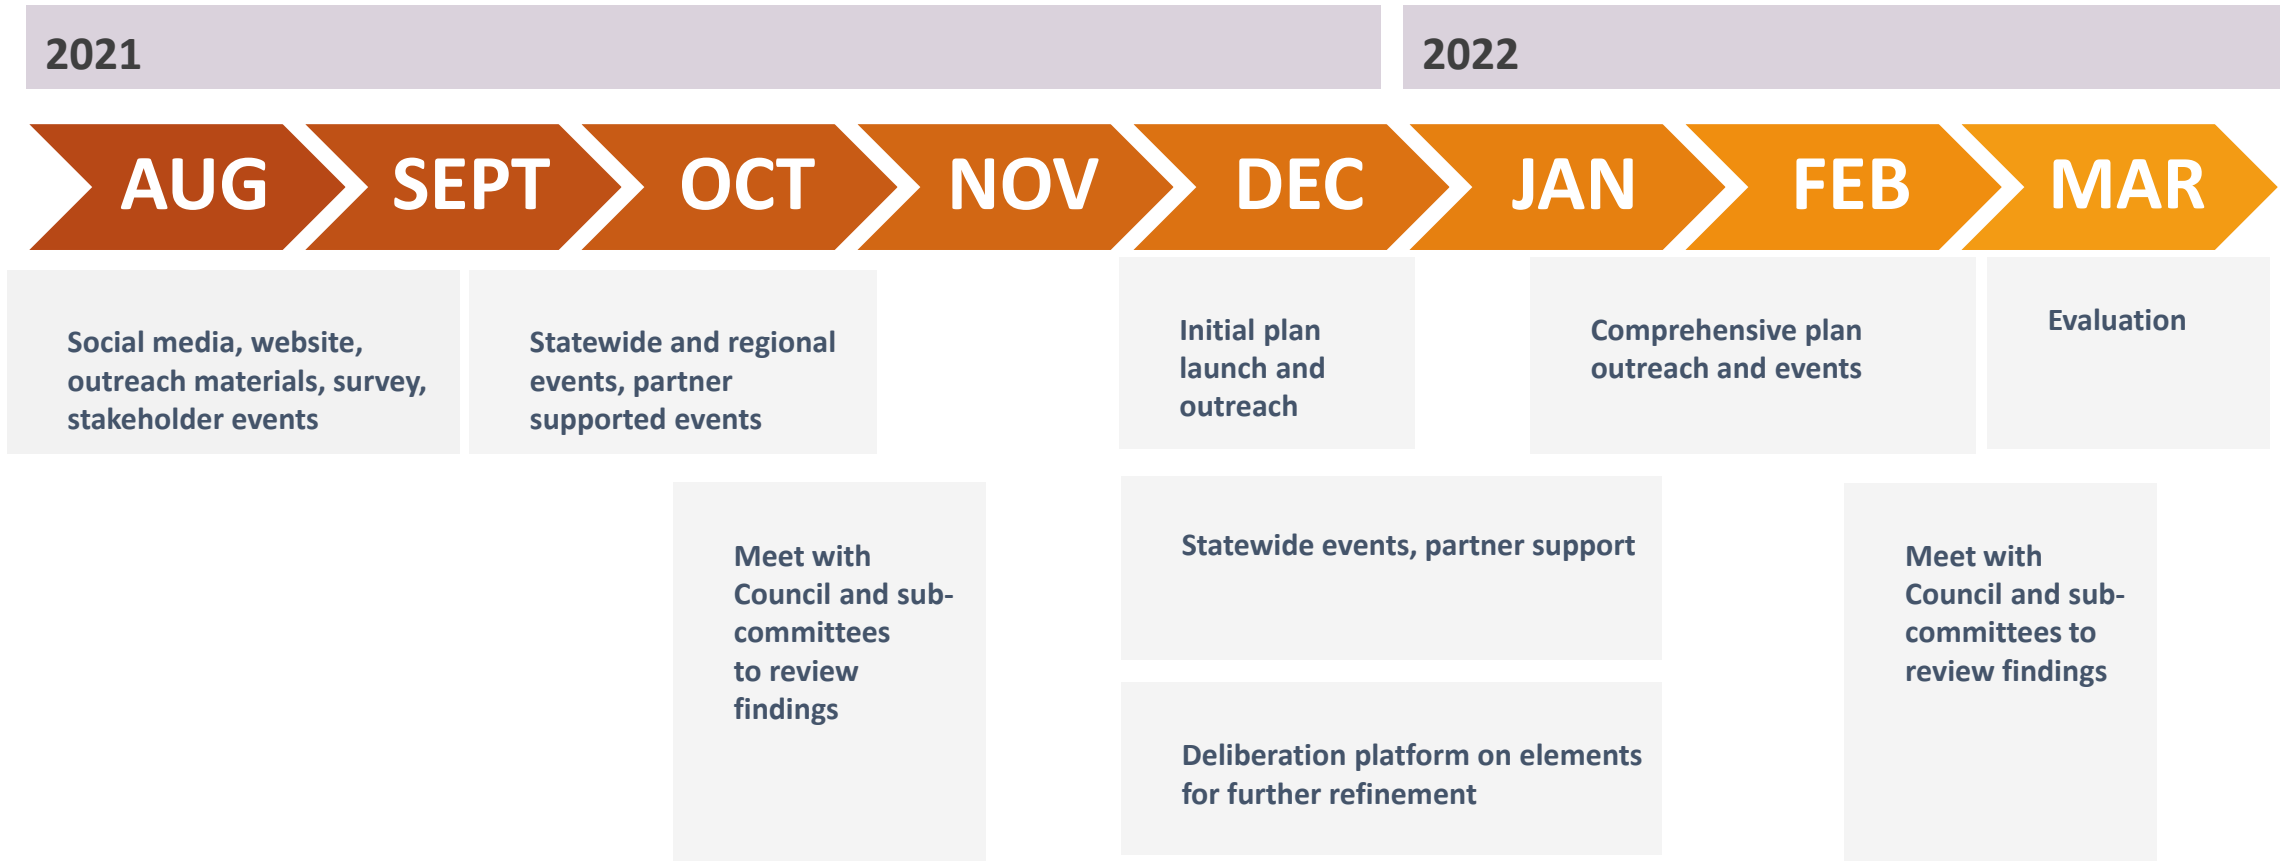 2021
2022
AUG
SEPT
OCT
NOV
DEC
JAN
FEB
MAR
Social media, website,
outreach materials, survey,
stakeholder events
Statewide and regional
events, partner
supported events
Initial plan
launch and
outreach
Comprehensive plan
outreach and events
Evaluation
Meet with
Council and sub-
committees
to review
findings
Statewide events, partner support
Deliberation platform on elements
for further refinement
Meet with
Council and sub-
committees to
review findings